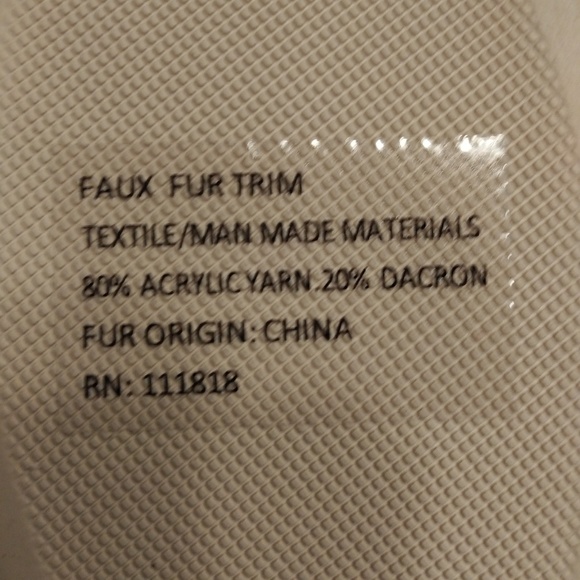 FAUX FUR TRIM
TEXTILE/MAN MADE MATERIALS
80% ACRYLIC YARN.20% DACRON
FUR ORIGIN: CHINA
RN: 111818